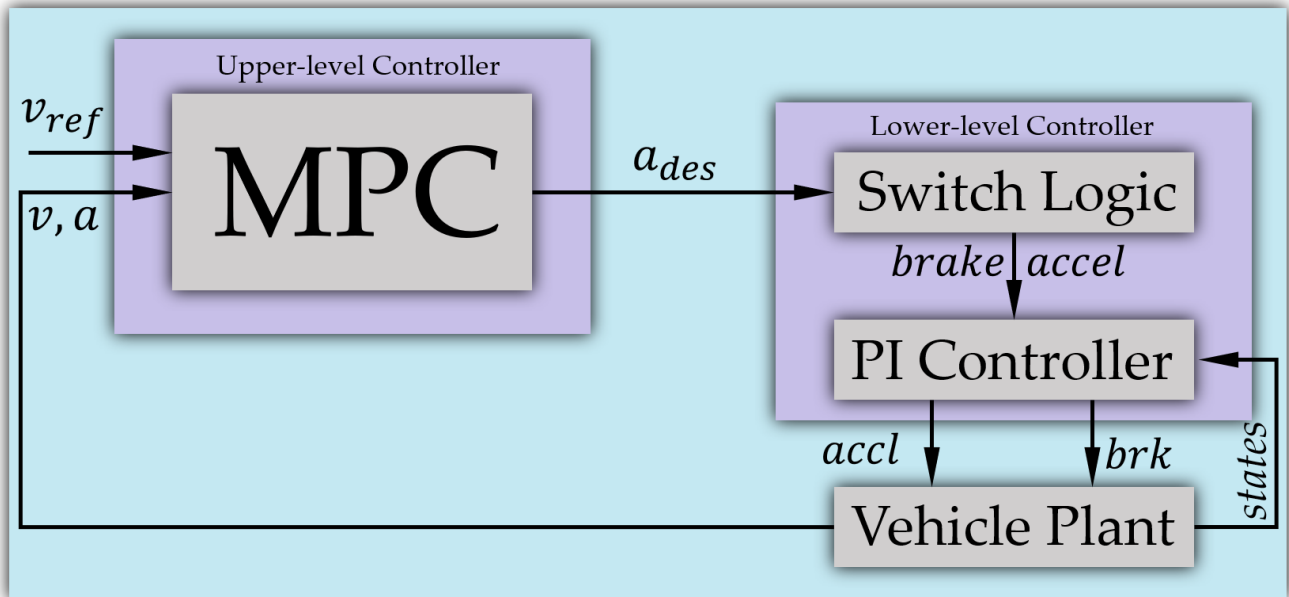 Upper-level Controller
v_ref
MPC
v, a
a_des
Lower-level Controller
Switch Logic
brake accel
PI Controller
accl
brk
states
Vehicle Plant